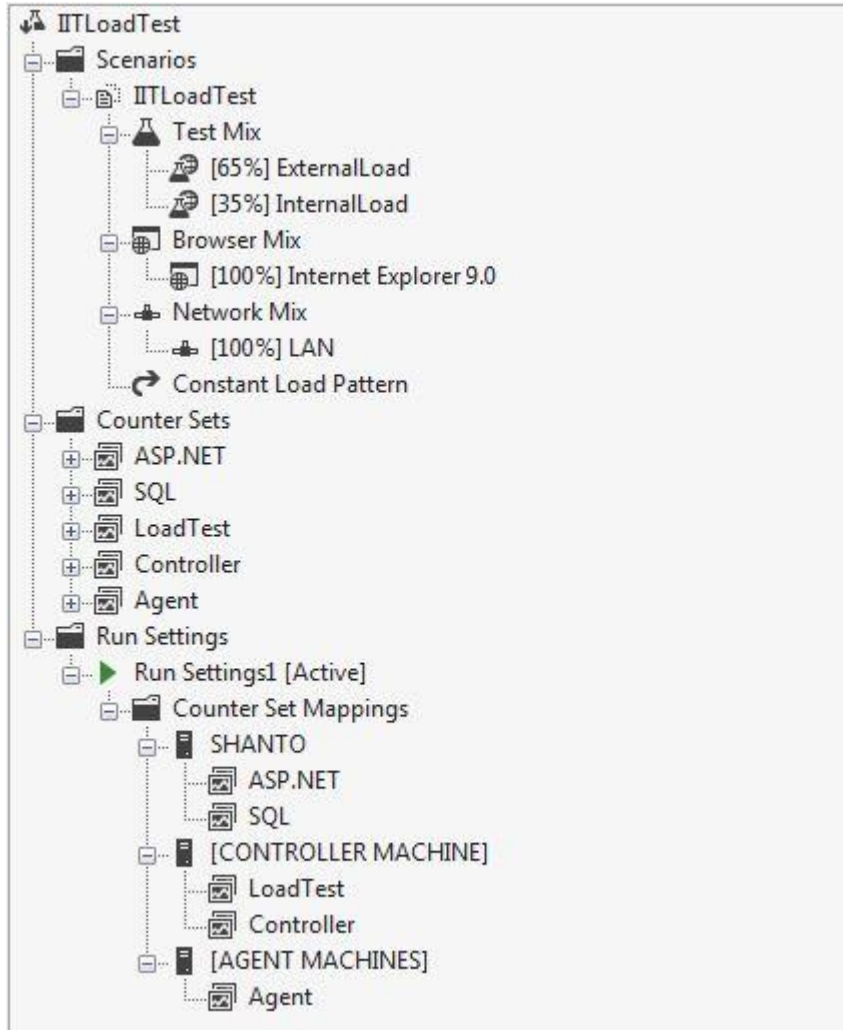 IITLoadTest
Scenarios
IITLoadTest
Test Mix
[65%] ExternalLoad
[35%] InternalLoad
Browser Mix
[100%] Internet Explorer 9.0
Network Mix
[100%] LAN
Constant Load Pattern
Counter Sets
ASP.NET
SQL
LoadTest
Controller
Agent
Run Settings
Run Settings1 [Active]
Counter Set Mappings
SHANTO
ASP.NET
SQL
[CONTROLLER MACHINE]
LoadTest
Controller
[AGENT MACHINES]
Agent